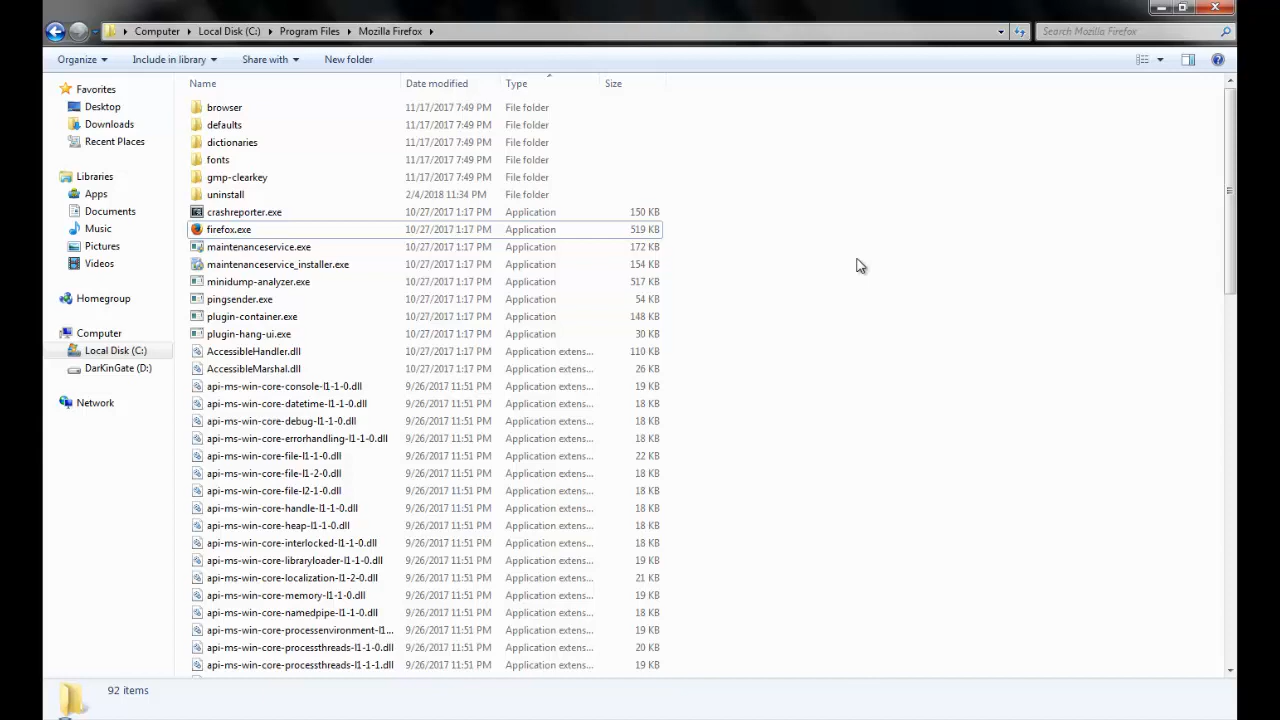 Computer Local Disk (C:) Program Files Mozilla Firefox Search Mozilla Firefox
Organize Include in library Share with New folder
Name Date modified Type Size
Favorites
Desktop
Downloads
Recent Places
Libraries
Apps
Documents
Music
Pictures
Videos
Homegroup
Computer
Local Disk (C:)
DarKinGate (D:)
Network
browser 11/17/2017 7:49 PM File folder
defaults 11/17/2017 7:49 PM File folder
dictionaries 11/17/2017 7:49 PM File folder
fonts 11/17/2017 7:49 PM File folder
gmp-clearkey 11/17/2017 7:49 PM File folder
uninstall 2/4/2018 11:34 PM File folder
crashreporter.exe 10/27/2017 1:17 PM Application 150 KB
firefox.exe 10/27/2017 1:17 PM Application 519 KB
maintenanceservice.exe 10/27/2017 1:17 PM Application 172 KB
maintenanceservice_installer.exe 10/27/2017 1:17 PM Application 154 KB
minidump-analyzer.exe 10/27/2017 1:17 PM Application 517 KB
pingsender.exe 10/27/2017 1:17 PM Application 54 KB
plugin-container.exe 10/27/2017 1:17 PM Application 148 KB
plugin-hang-ui.exe 10/27/2017 1:17 PM Application 30 KB
AccessibleHandler.dll 10/27/2017 1:17 PM Application extens... 110 KB
AccessibleMarshal.dll 10/27/2017 1:17 PM Application extens... 26 KB
api-ms-win-core-console-l1-1-0.dll 9/26/2017 11:51 PM Application extens... 19 KB
api-ms-win-core-datetime-l1-1-0.dll 9/26/2017 11:51 PM Application extens... 18 KB
api-ms-win-core-debug-l1-1-0.dll 9/26/2017 11:51 PM Application extens... 18 KB
api-ms-win-core-errorhandling-l1-1-0.dll 9/26/2017 11:51 PM Application extens... 18 KB
api-ms-win-core-file-l1-1-0.dll 9/26/2017 11:51 PM Application extens... 22 KB
api-ms-win-core-file-l1-2-0.dll 9/26/2017 11:51 PM Application extens... 18 KB
api-ms-win-core-file-l2-1-0.dll 9/26/2017 11:51 PM Application extens... 18 KB
api-ms-win-core-handle-l1-1-0.dll 9/26/2017 11:51 PM Application extens... 18 KB
api-ms-win-core-heap-l1-1-0.dll 9/26/2017 11:51 PM Application extens... 18 KB
api-ms-win-core-interlocked-l1-1-0.dll 9/26/2017 11:51 PM Application extens... 18 KB
api-ms-win-core-libraryloader-l1-1-0.dll 9/26/2017 11:51 PM Application extens... 19 KB
api-ms-win-core-localization-l1-2-0.dll 9/26/2017 11:51 PM Application extens... 21 KB
api-ms-win-core-memory-l1-1-0.dll 9/26/2017 11:51 PM Application extens... 19 KB
api-ms-win-core-namedpipe-l1-1-0.dll 9/26/2017 11:51 PM Application extens... 18 KB
api-ms-win-core-processenvironment-l1... 9/26/2017 11:51 PM Application extens... 19 KB
api-ms-win-core-processthreads-l1-1-0.dll 9/26/2017 11:51 PM Application extens... 20 KB
api-ms-win-core-processthreads-l1-1-1.dll 9/26/2017 11:51 PM Application extens... 19 KB
92 items